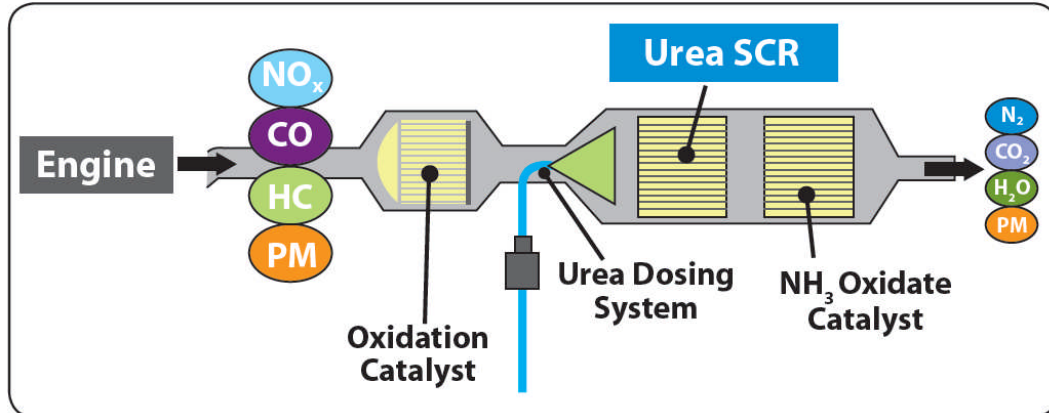 Urea SCR
NOₓ
CO
HC
PM
Engine
N₂
CO₂
H₂O
PM
Oxidation
Catalyst
Urea Dosing
System
NH₃ Oxidate
Catalyst